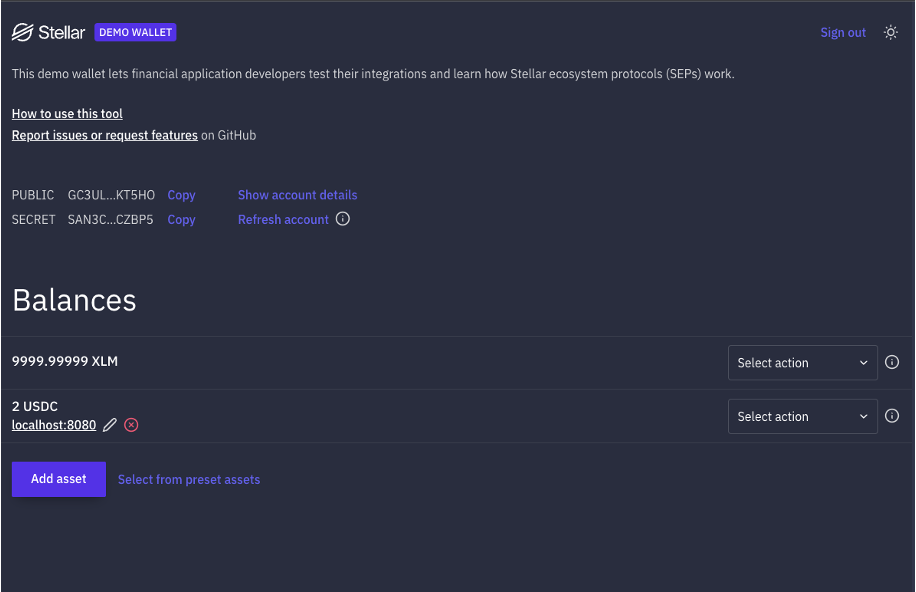 Stellar DEMO WALLET Sign out
This demo wallet lets financial application developers test their integrations and learn how Stellar ecosystem protocols (SEPs) work.
How to use this tool
Report issues or request features on GitHub
PUBLIC GC3UL...KT5HO Copy Show account details
SECRET SAN3C...CZBP5 Copy Refresh account
Balances
9999.99999 XLM Select action
2 USDC
localhost:8080 Select action
Add asset Select from preset assets